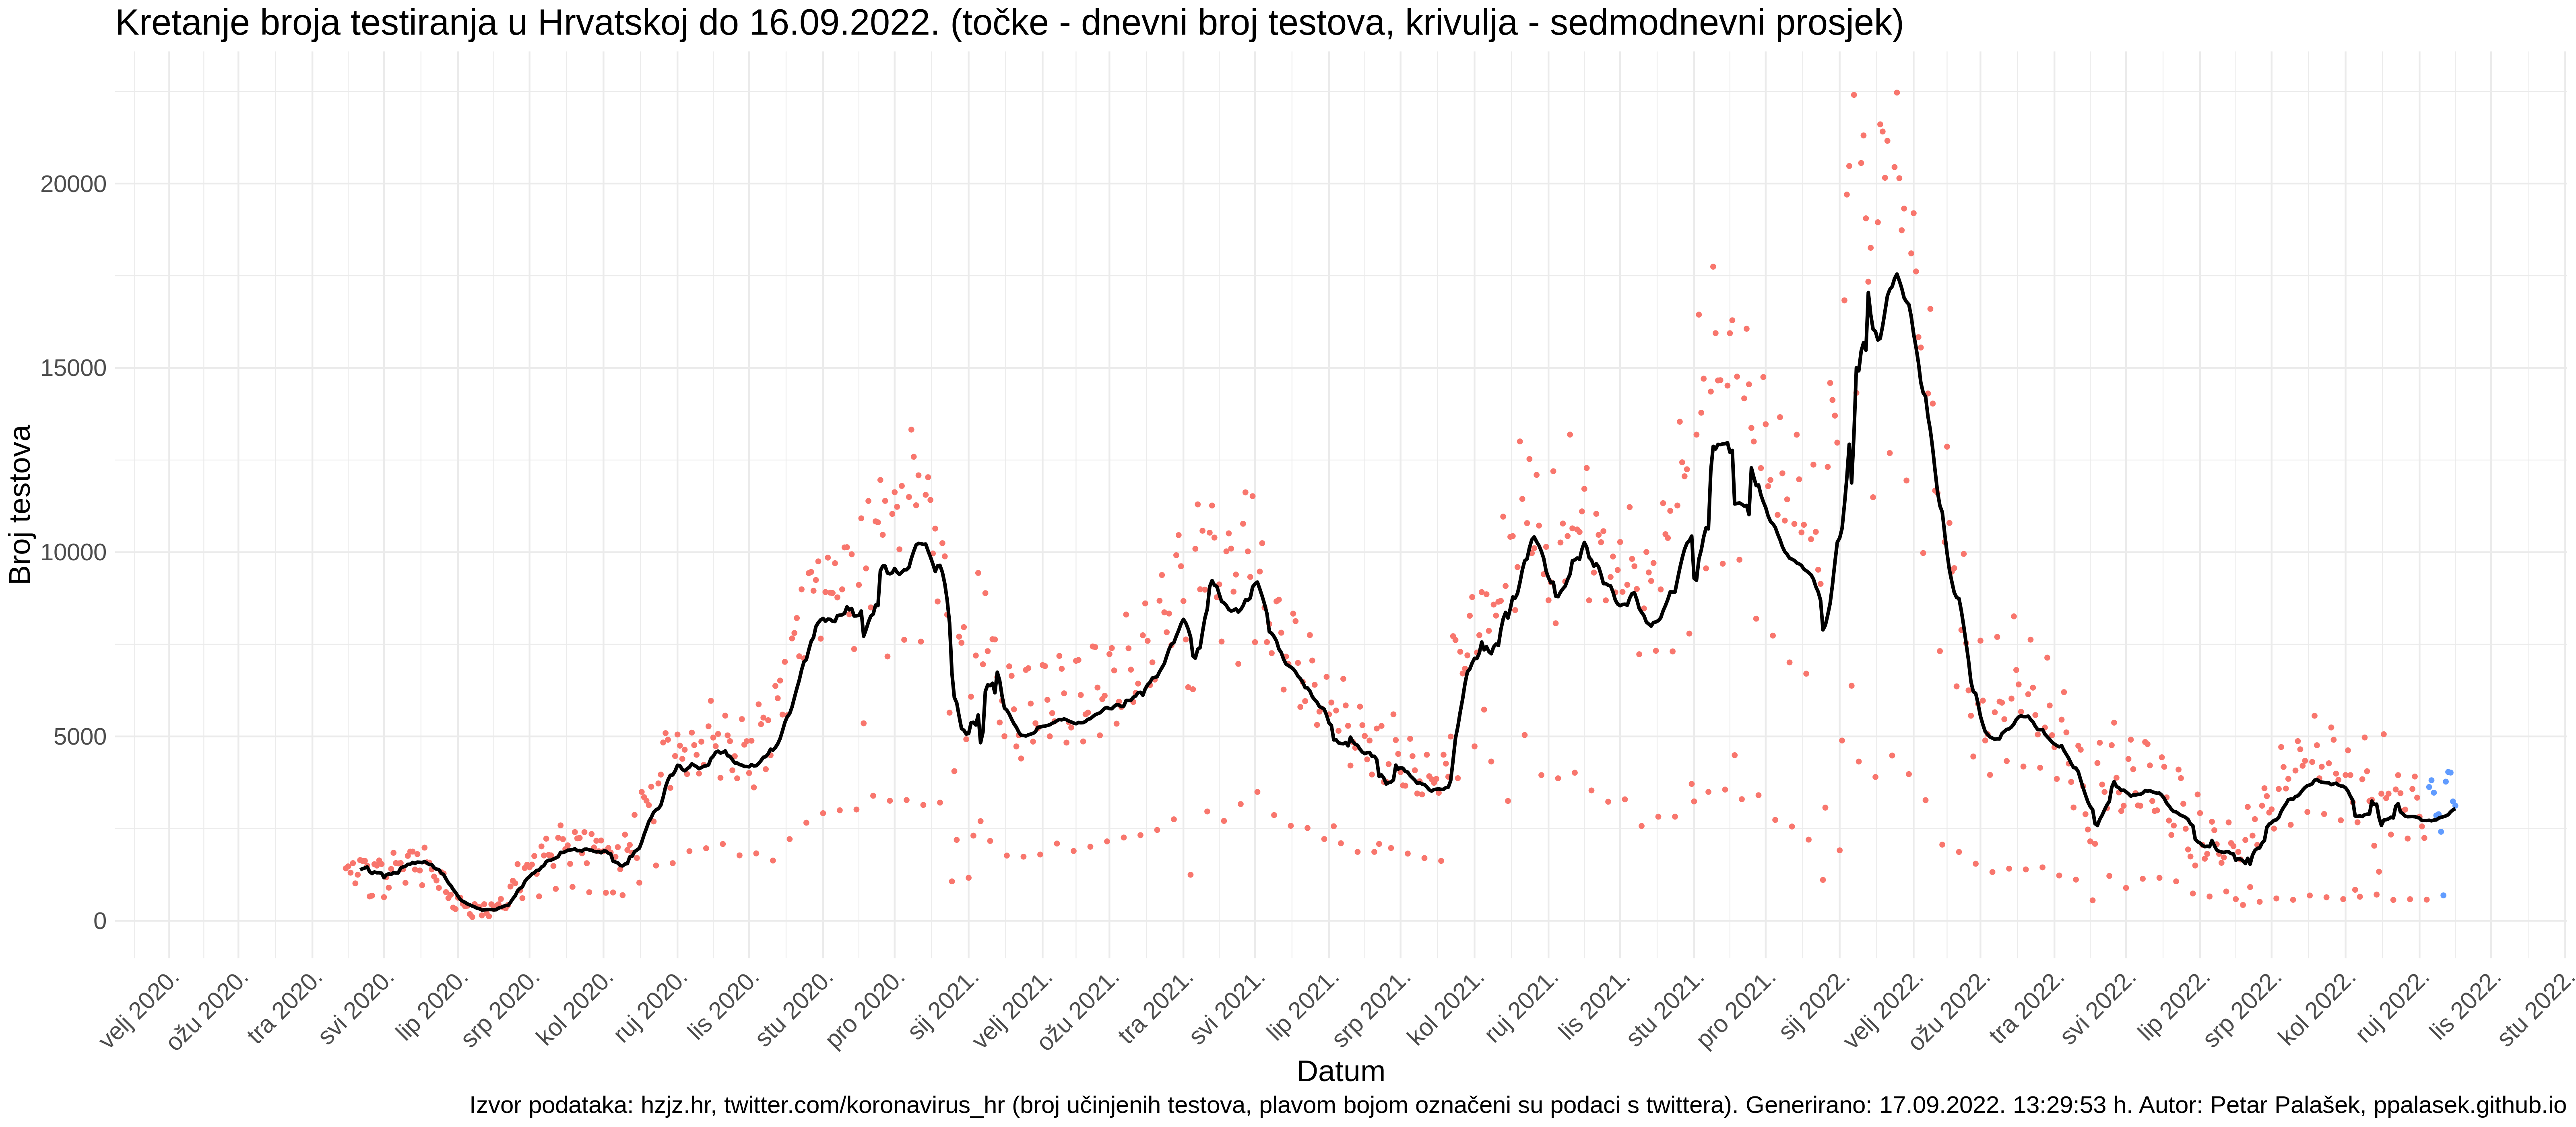 Kretanje broja testiranja u Hrvatskoj do 16.09.2022. (točke - dnevni broj testova, krivulja - sedmodnevni prosjek)
Broj testova
20000
15000
10000
5000
0
velj 2020.
ožu 2020.
tra 2020.
svi 2020.
lip 2020.
srp 2020.
kol 2020.
ruj 2020.
lis 2020.
stu 2020.
pro 2020.
sij 2021.
velj 2021.
ožu 2021.
tra 2021.
svi 2021.
lip 2021.
srp 2021.
kol 2021.
ruj 2021.
lis 2021.
stu 2021.
pro 2021.
sij 2022.
velj 2022.
ožu 2022.
tra 2022.
svi 2022.
lip 2022.
srp 2022.
kol 2022.
ruj 2022.
lis 2022.
stu 2022.
Datum
Izvor podataka: hzjz.hr, twitter.com/koronavirus_hr (broj učinjenih testova, plavom bojom označeni su podaci s twittera). Generirano: 17.09.2022. 13:29:53 h. Autor: Petar Palašek, ppalasek.github.io